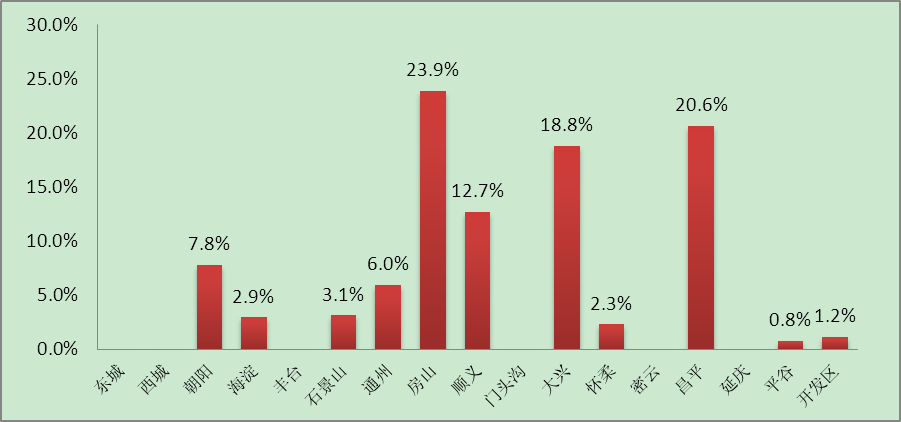 30.0%
25.0%
20.0%
15.0%
10.0%
5.0%
0.0%
7.8%
2.9%
3.1%
6.0%
23.9%
12.7%
18.8%
2.3%
20.6%
0.8%
1.2%
东城
西城
朝阳
海淀
丰台
石景山
通州
房山
顺义
门头沟
大兴
怀柔
密云
昌平
延庆
平谷
开发区